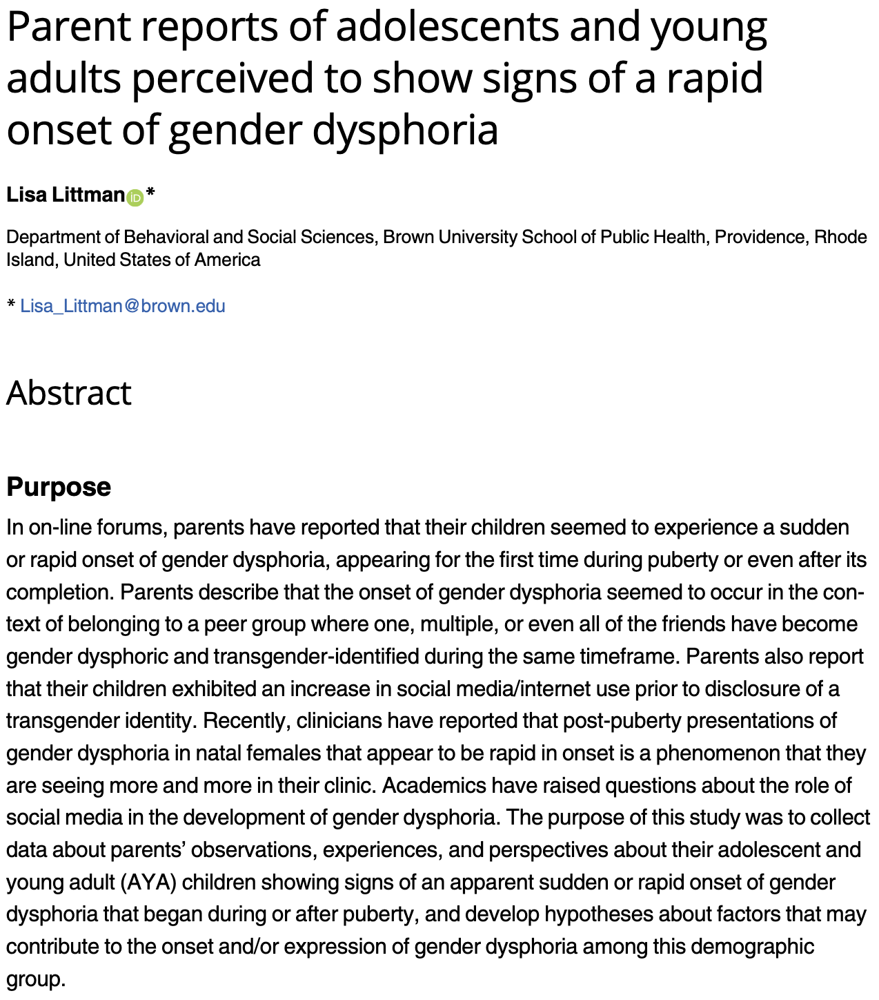 Parent reports of adolescents and young
adults perceived to show signs of a rapid
onset of gender dysphoria
Lisa Littman iD *
Department of Behavioral and Social Sciences, Brown University School of Public Health, Providence, Rhode
Island, United States of America
* Lisa_Littman@brown.edu
Abstract
Purpose
In on-line forums, parents have reported that their children seemed to experience a sudden
or rapid onset of gender dysphoria, appearing for the first time during puberty or even after its
completion. Parents describe that the onset of gender dysphoria seemed to occur in the con-
text of belonging to a peer group where one, multiple, or even all of the friends have become
gender dysphoric and transgender-identified during the same timeframe. Parents also report
that their children exhibited an increase in social media/internet use prior to disclosure of a
transgender identity. Recently, clinicians have reported that post-puberty presentations of
gender dysphoria in natal females that appear to be rapid in onset is a phenomenon that they
are seeing more and more in their clinic. Academics have raised questions about the role of
social media in the development of gender dysphoria. The purpose of this study was to collect
data about parents’ observations, experiences, and perspectives about their adolescent and
young adult (AYA) children showing signs of an apparent sudden or rapid onset of gender
dysphoria that began during or after puberty, and develop hypotheses about factors that may
contribute to the onset and/or expression of gender dysphoria among this demographic
group.